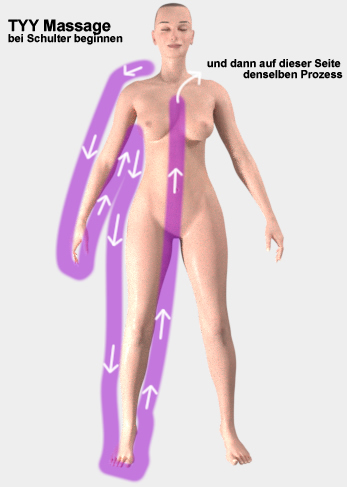 TYY Massage
bei Schulter beginnen
und dann auf dieser Seite
denselben Prozess